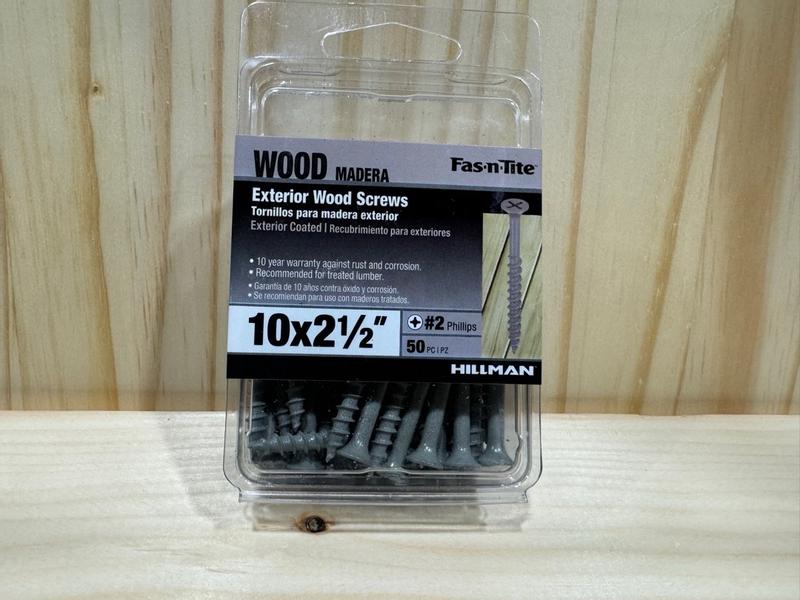 WOOD MADERA
Fas·n·Tite™
Exterior Wood Screws
Tornillos para madera exterior
Exterior Coated | Recubrimiento para exteriores
• 10 year warranty against rust and corrosion.
• Recommended for treated lumber.
• Garantía de 10 años contra óxido y corrosión.
• Se recomiendan para uso con maderos tratados.
10x2½"
#2 Phillips
50 PC | PZ
HILLMAN